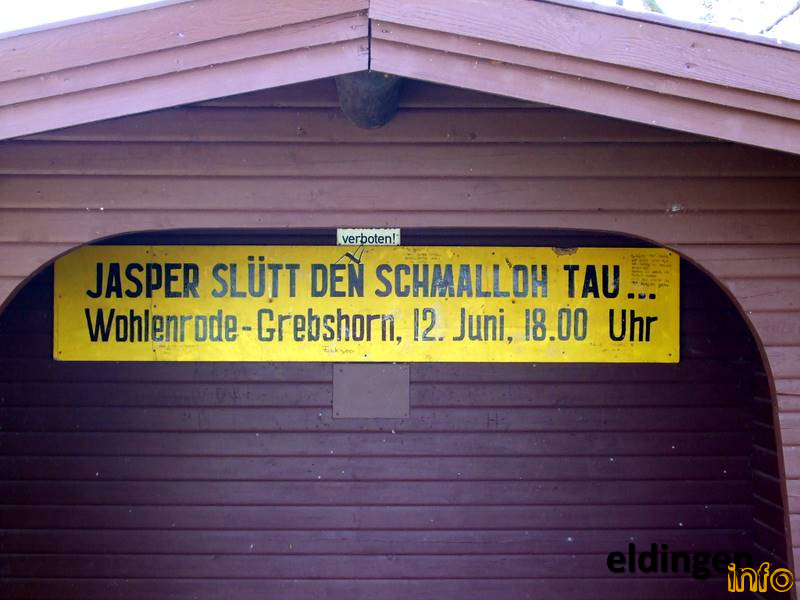 verboten!
JASPER SLÜTT DEN SCHMALLOH TAU...
Wohlenrode-Grebshorn, 12. Juni, 18.00 Uhr
eldingen
info